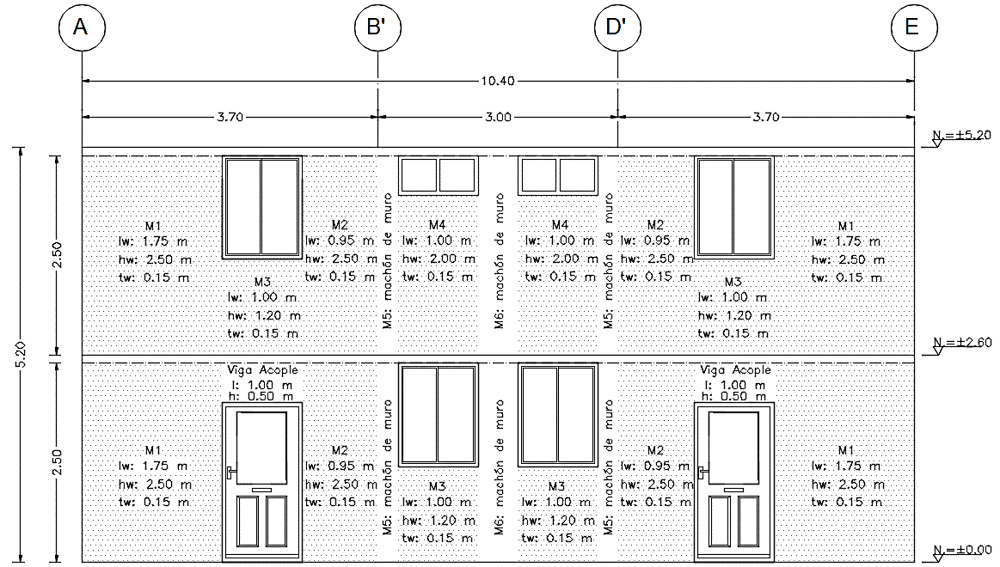 A B' D' E
10.40
3.70 3.00 3.70
N.=±5.20
M1
lw: 1.75 m
hw: 2.50 m
tw: 0.15 m
M3
lw: 1.00 m
hw: 1.20 m
tw: 0.15 m
M2
lw: 0.95 m
hw: 2.50 m
tw: 0.15 m
M5: machón de muro
M4
lw: 1.00 m
hw: 2.00 m
tw: 0.15 m
M6: machón de muro
M4
lw: 1.00 m
hw: 2.00 m
tw: 0.15 m
M5: machón de muro
M2
lw: 0.95 m
hw: 2.50 m
tw: 0.15 m
M3
lw: 1.00 m
hw: 1.20 m
tw: 0.15 m
M1
lw: 1.75 m
hw: 2.50 m
tw: 0.15 m
2.50
5.20
N.=±2.60
Viga Acople
l: 1.00 m
h: 0.50 m
Viga Acople
l: 1.00 m
h: 0.50 m
M1
lw: 1.75 m
hw: 2.50 m
tw: 0.15 m
M2
lw: 0.95 m
hw: 2.50 m
tw: 0.15 m
M5: machón de muro
M3
lw: 1.00 m
hw: 1.20 m
tw: 0.15 m
M6: machón de muro
M3
lw: 1.00 m
hw: 1.20 m
tw: 0.15 m
M5: machón de muro
M2
lw: 0.95 m
hw: 2.50 m
tw: 0.15 m
M1
lw: 1.75 m
hw: 2.50 m
tw: 0.15 m
2.50
N.=±0.00